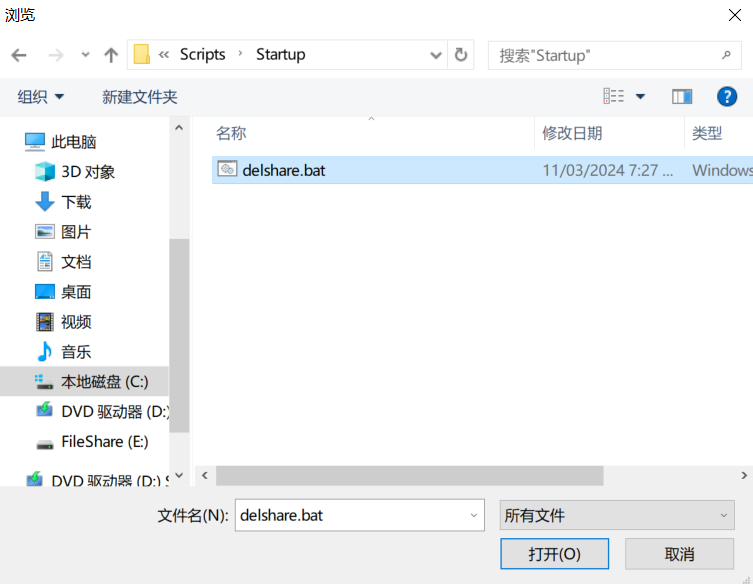 浏览
« Scripts › Startup
搜索"Startup"
组织
新建文件夹
?
名称
修改日期
类型
delshare.bat
11/03/2024 7:27 ...
Windows
此电脑
3D 对象
下载
图片
文档
桌面
视频
音乐
本地磁盘 (C:)
DVD 驱动器 (D:)
FileShare (E:)
DVD 驱动器 (D:) S
文件名(N):
delshare.bat
所有文件
打开(O)
取消